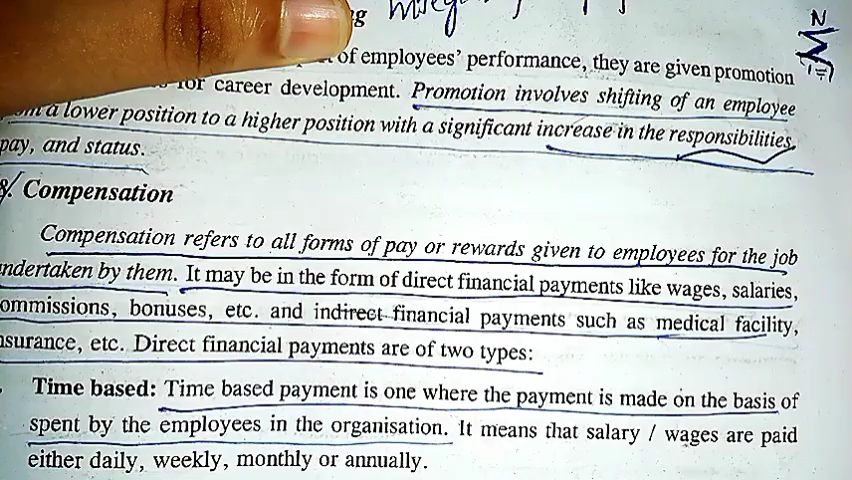 of employees' performance, they are given promotion
for career development. Promotion involves shifting of an employee
a lower position to a higher position with a significant increase in the responsibilities,
pay, and status.
8. Compensation
Compensation refers to all forms of pay or rewards given to employees for the job
ndertaken by them. It may be in the form of direct financial payments like wages, salaries,
ommissions, bonuses, etc. and indirect financial payments such as medical facility,
nsurance, etc. Direct financial payments are of two types:
Time based: Time based payment is one where the payment is made on the basis of
spent by the employees in the organisation. It means that salary / wages are paid
either daily, weekly, monthly or annually.